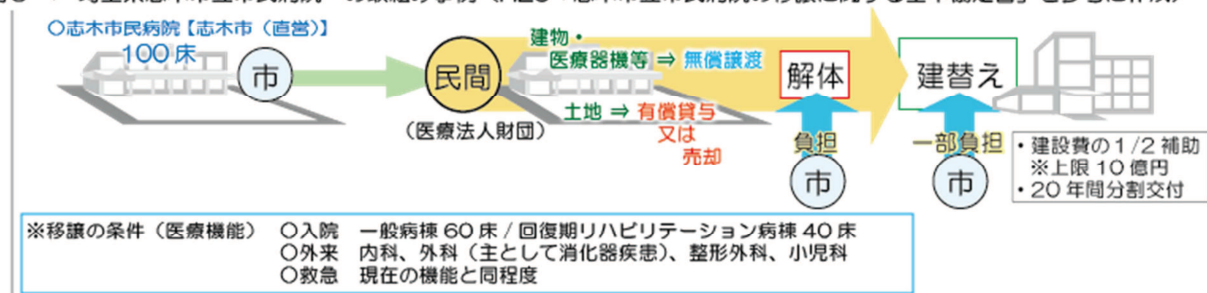 〇志木市民病院【志木市(直営)】
100床
市
民間
(医療法人財団)
建物・
医療器機等 ⇒ 無償譲渡
土地 ⇒ 有償貸与
又は
売却
解体
負担
市
建替え
一部負担
市
・建設費の1/2補助
※上限10億円
・20年間分割交付
※移譲の条件(医療機能) 〇入院 一般病棟60床/回復期リハビリテーション病棟40床
〇外来 内科、外科(主として消化器疾患)、整形外科、小児科
〇救急 現在の機能と同程度